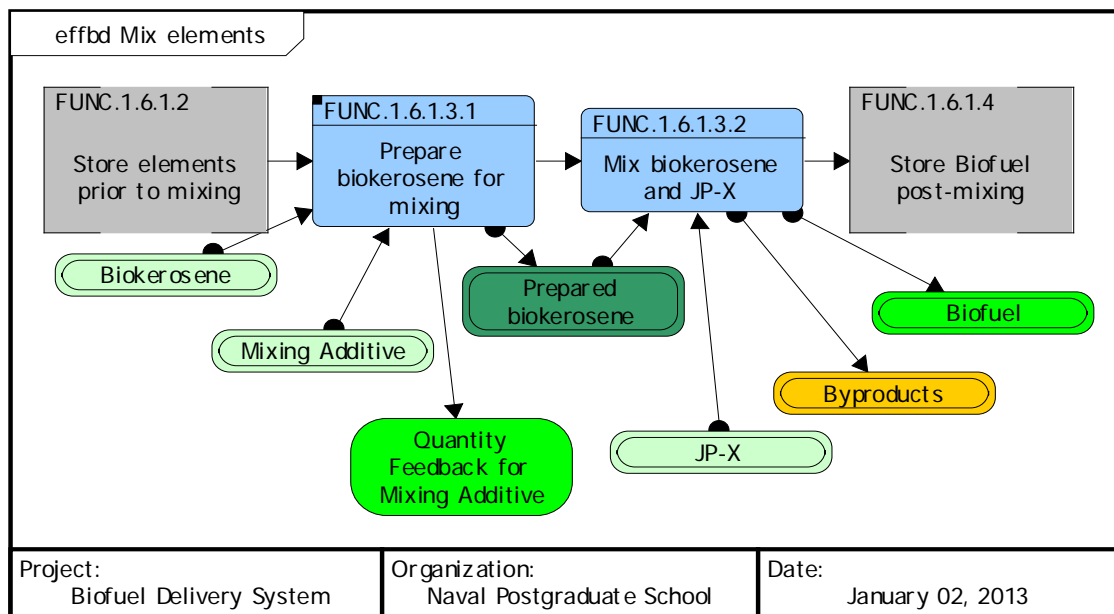 effbd Mix elements
FUNC.1.6.1.2
Store elements
prior to mixing
FUNC.1.6.1.3.1
Prepare
biokerosene for
mixing
FUNC.1.6.1.3.2
Mix biokerosene
and JP-X
FUNC.1.6.1.4
Store Biofuel
post-mixing
Biokerosene
Mixing Additive
Prepared
biokerosene
Biofuel
Byproducts
Quantity
Feedback for
Mixing Additive
JP-X
Project:
Biofuel Delivery System
Organization:
Naval Postgraduate School
Date:
January 02, 2013